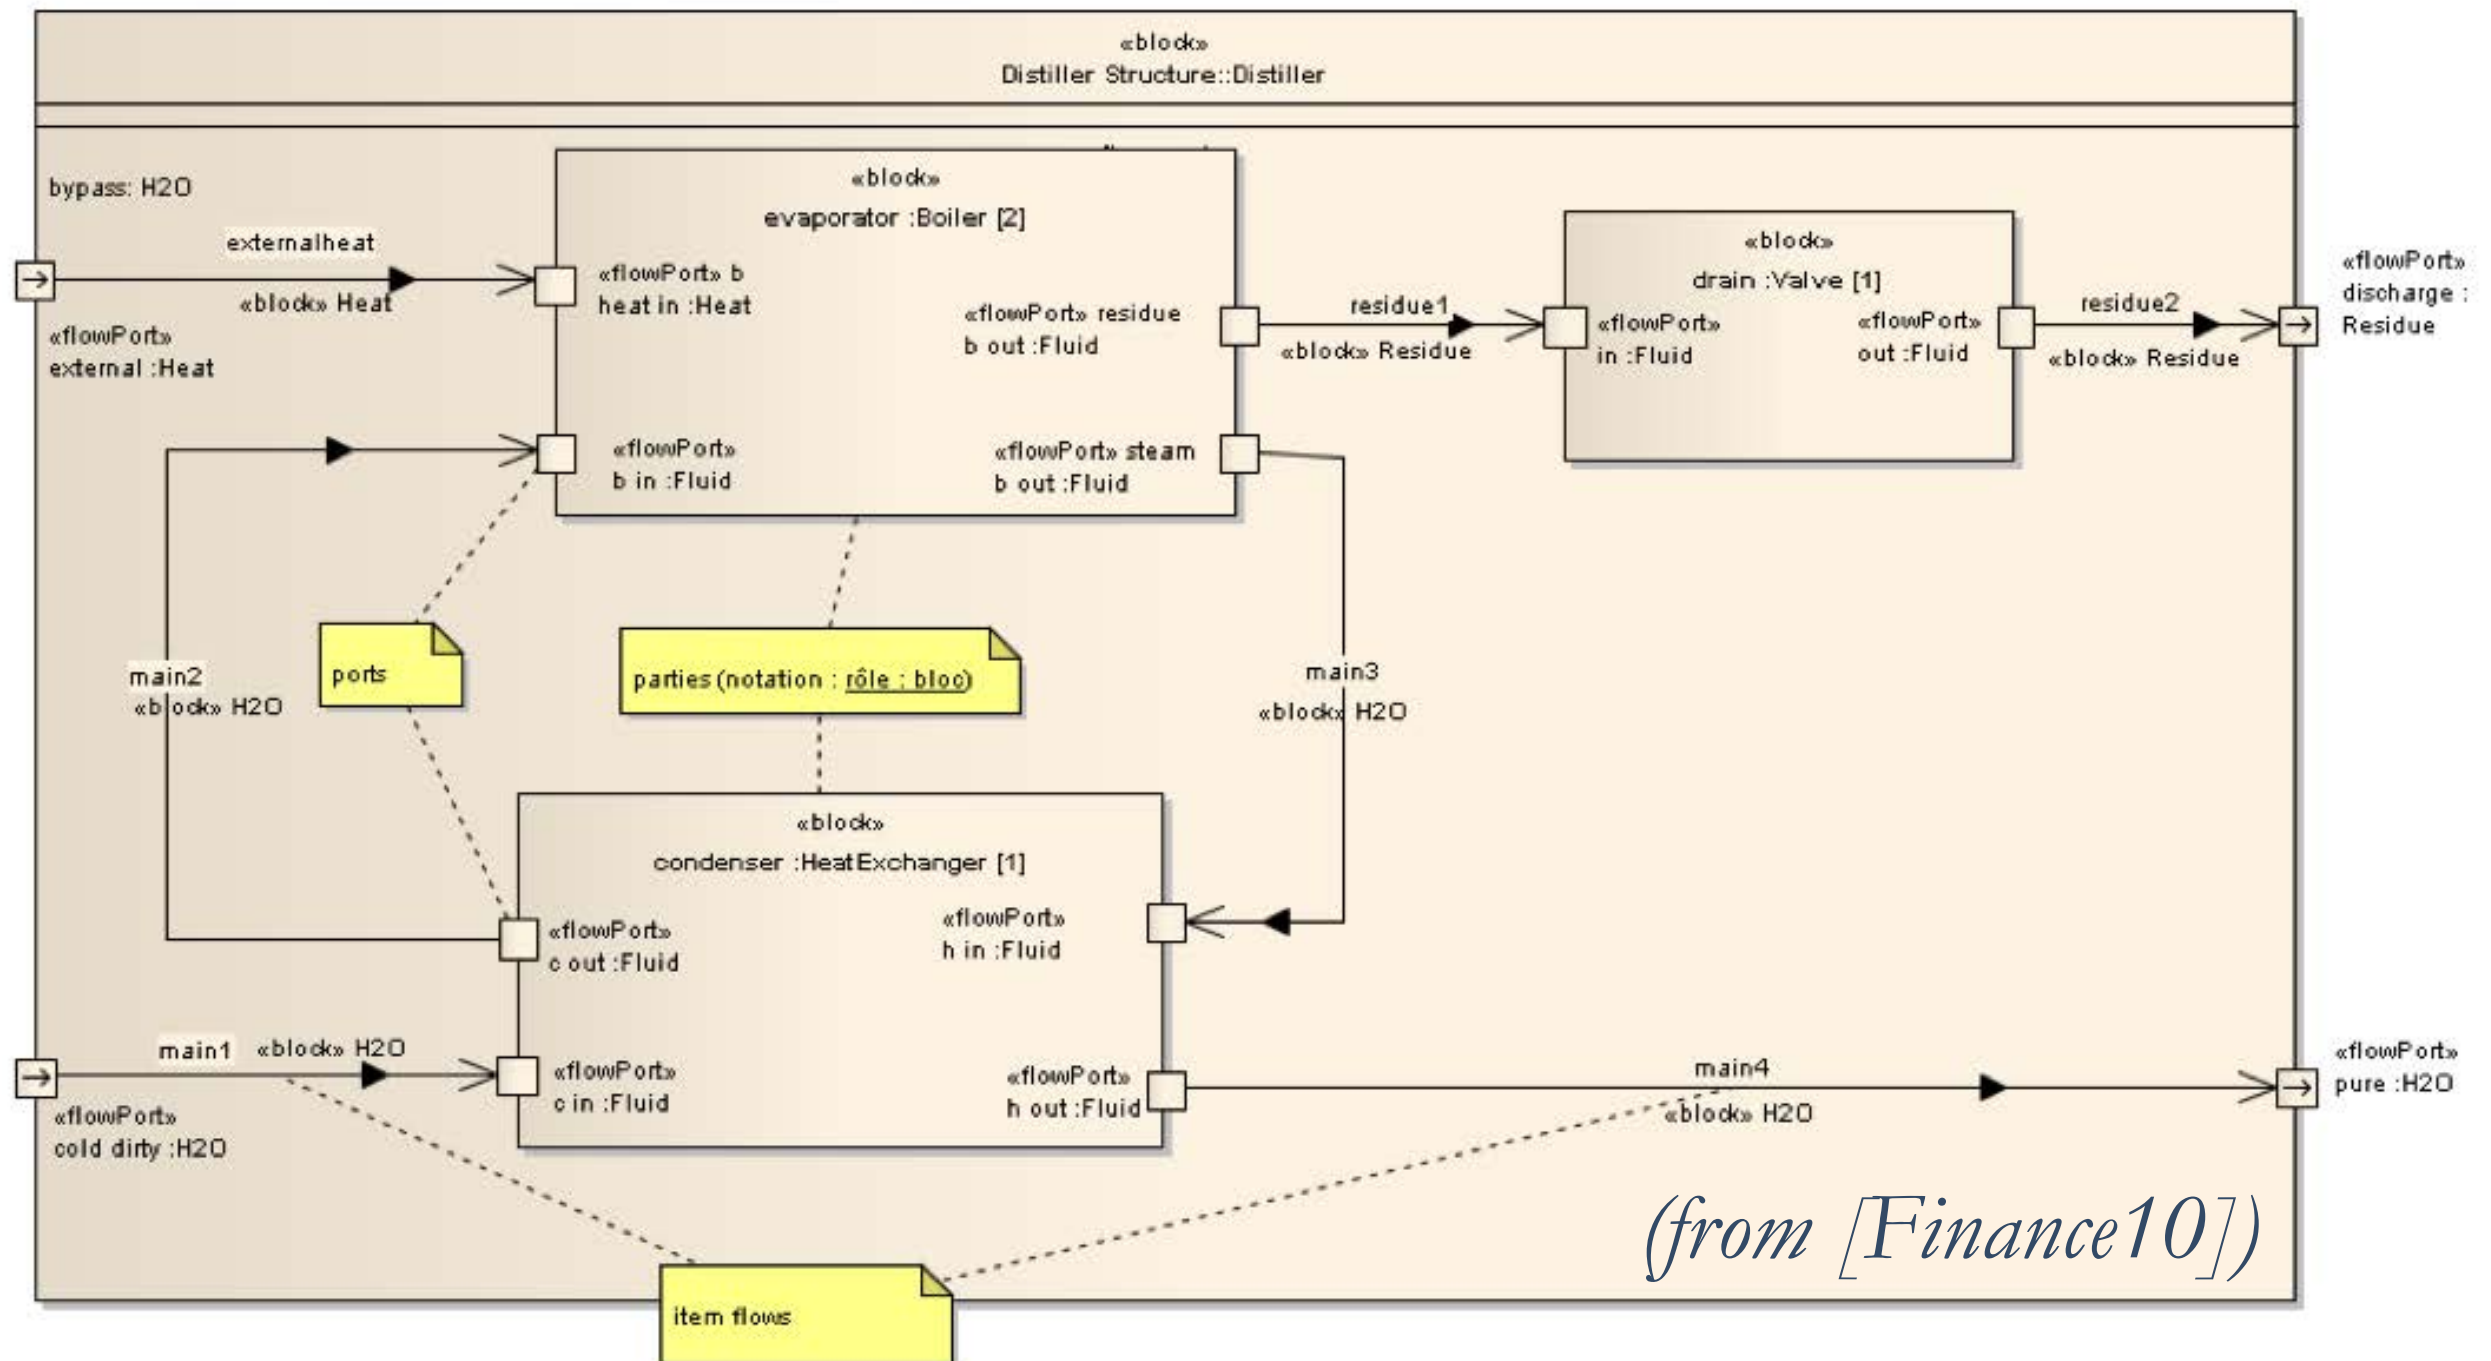 «block»
Distiller Structure::Distiller
bypass: H2O
externalheat
«block» Heat
«flowPort»
external :Heat
«block»
evaporator :Boiler [2]
«flowPort» b
heat in :Heat
«flowPort» residue
b out :Fluid
«flowPort»
b in :Fluid
«flowPort» steam
b out :Fluid
residue1
«block» Residue
«block»
drain :Valve [1]
«flowPort»
in :Fluid
«flowPort»
out :Fluid
residue2
«block» Residue
«flowPort»
discharge :
Residue
main2
«block» H2O
ports
parties (notation : rôle : bloc)
main3
«block» H2O
«block»
condenser :HeatExchanger [1]
«flowPort»
c out :Fluid
«flowPort»
h in :Fluid
main1
«block» H2O
«flowPort»
cold dirty :H2O
«flowPort»
c in :Fluid
«flowPort»
h out :Fluid
main4
«block» H2O
«flowPort»
pure :H2O
(from [Finance10])
item flows